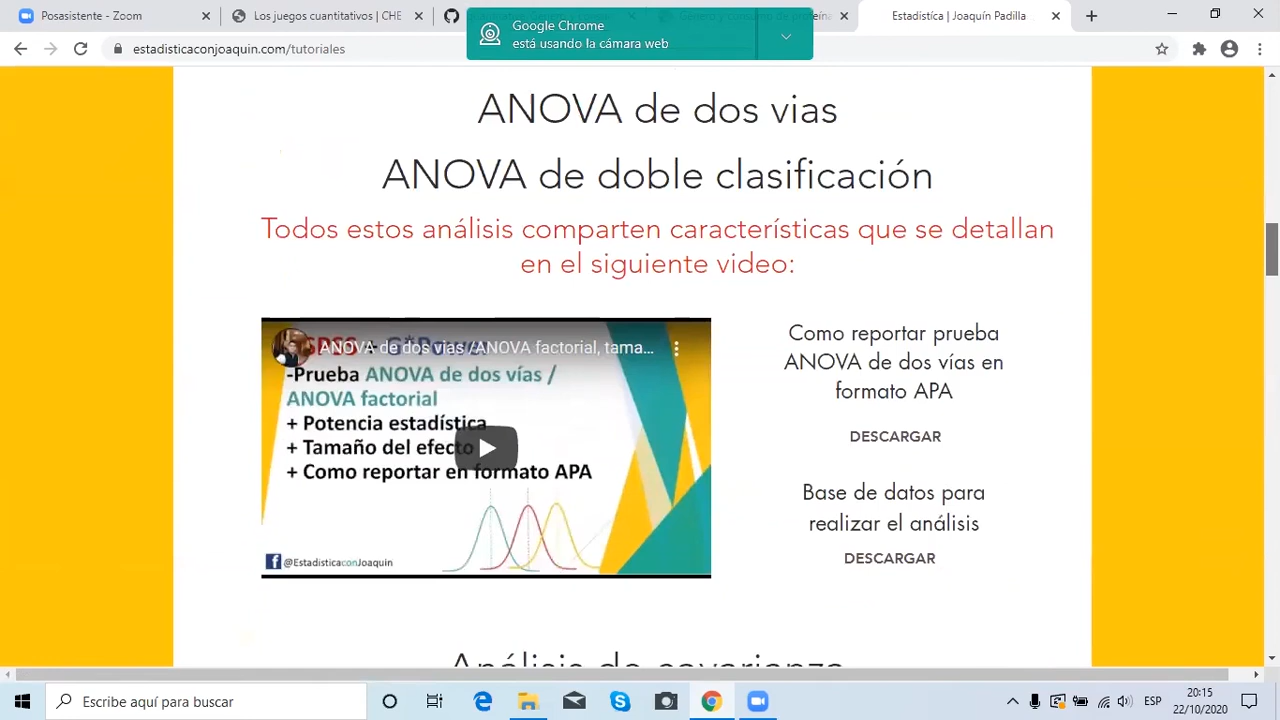 Posasistente - Zoom
Los juegos cuantitativos | CHE
Estadistíca | Joaquín Padilla
Google Chrome
está usando la cámara web
estadisticaconjoaquin.com/tutoriales
ANOVA de dos vias
ANOVA de doble clasificación
Todos estos análisis comparten características que se detallan
en el siguiente video:
ANOVA de dos vias /ANOVA factorial, tama...
-Prueba ANOVA de dos vías /
ANOVA factorial
+ Potencia estadística
+ Tamaño del efecto
+ Como reportar en formato APA
@EstadisticaconJoaquin
Como reportar prueba
ANOVA de dos vías en
formato APA
DESCARGAR
Base de datos para
realizar el análisis
DESCARGAR
Análisis de covarianza
Escribe aquí para buscar
ESP
20:15
22/10/2020